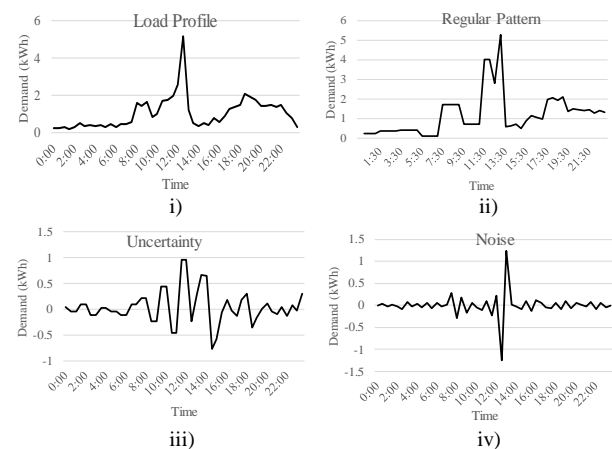 Load Profile
Demand (kWh)
6
4
2
0
0:00 2:00 4:00 6:00 8:00 10:00 12:00 14:00 16:00 18:00 20:00 22:00
Time
i)
Regular Pattern
Demand (kWh)
6
5
4
3
2
1
0
1:30 3:30 5:30 7:30 9:30 11:30 13:30 15:30 17:30 19:30 21:30
Time
ii)
Uncertainty
Demand (kWh)
1.5
1
0.5
0
-0.5
-1
0:00 2:00 4:00 6:00 8:00 10:00 12:00 14:00 16:00 18:00 20:00 22:00
Time
iii)
Noise
Demand (kWh)
1.5
1
0.5
0
-0.5
-1
-1.5
0:00 2:00 4:00 6:00 8:00 10:00 12:00 14:00 16:00 18:00 20:00 22:00
Time
iv)